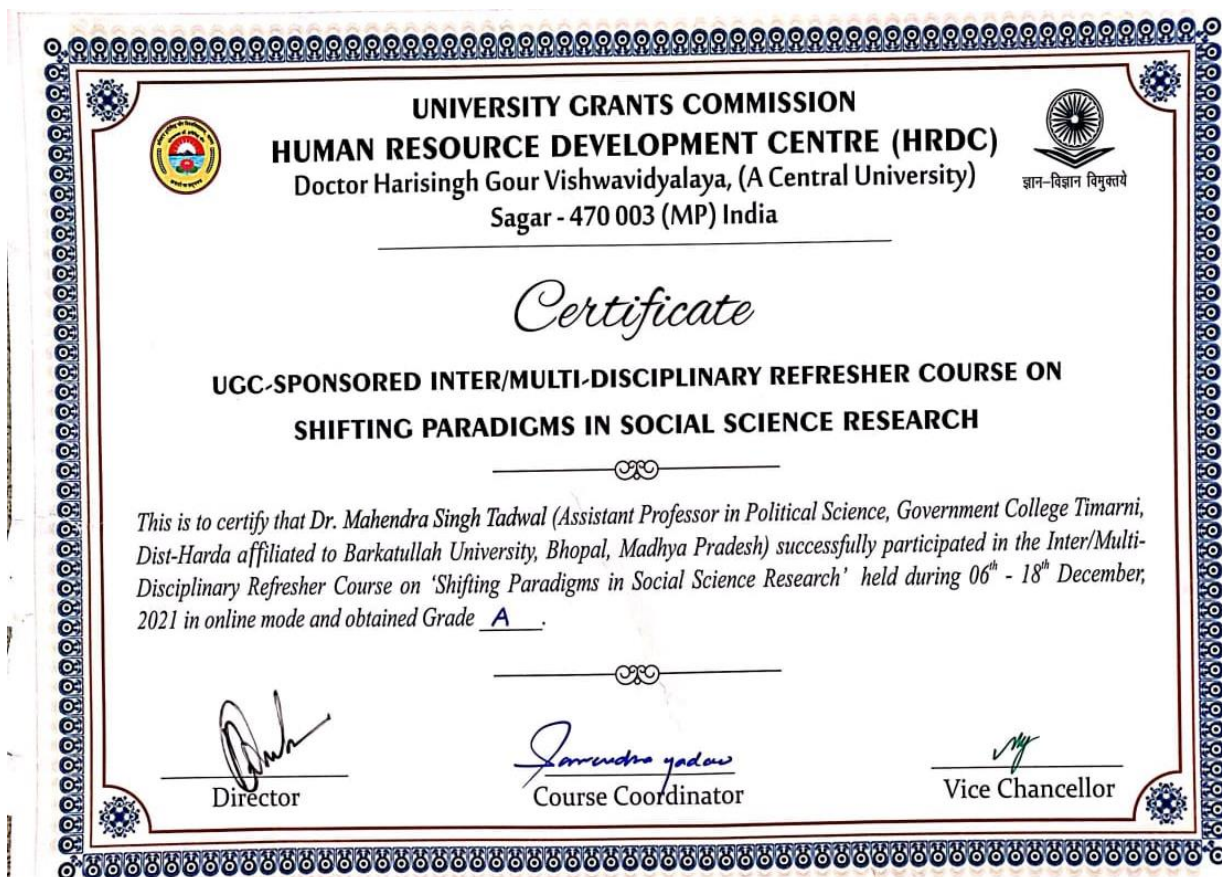 UNIVERSITY GRANTS COMMISSION
HUMAN RESOURCE DEVELOPMENT CENTRE (HRDC)
Doctor Harisingh Gour Vishwavidyalaya, (A Central University)
Sagar - 470 003 (MP) India
ज्ञान-विज्ञान विमुक्तये
Certificate
UGC-SPONSORED INTER/MULTI-DISCIPLINARY REFRESHER COURSE ON
SHIFTING PARADIGMS IN SOCIAL SCIENCE RESEARCH
This is to certify that Dr. Mahendra Singh Tadwal (Assistant Professor in Political Science, Government College Timarni,
Dist-Harda affiliated to Barkatullah University, Bhopal, Madhya Pradesh) successfully participated in the Inter/Multi-
Disciplinary Refresher Course on 'Shifting Paradigms in Social Science Research' held during 06th - 18th December,
2021 in online mode and obtained Grade A .
yadav
Director
Course Coordinator
Vice Chancellor